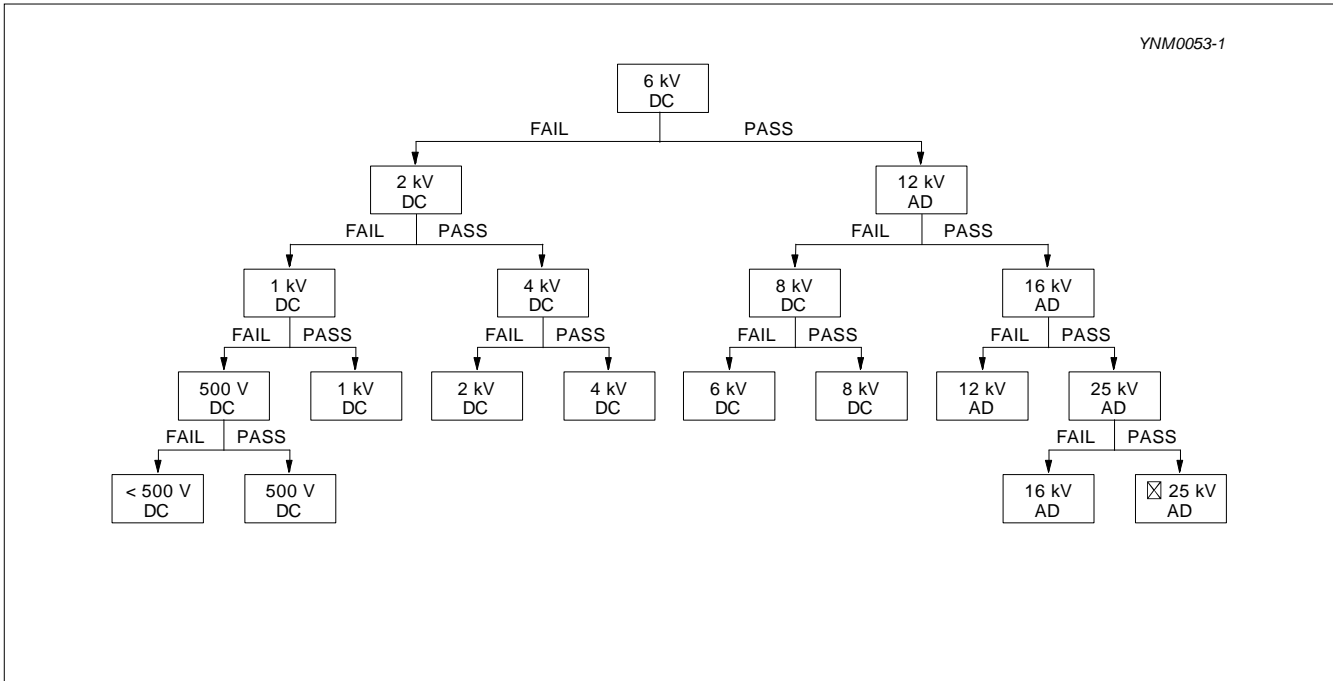 YNM0053-1
6 kV
DC
FAIL PASS
2 kV
DC
12 kV
AD
FAIL PASS
FAIL PASS
1 kV
DC
4 kV
DC
8 kV
DC
16 kV
AD
FAIL PASS
FAIL PASS
FAIL PASS
FAIL PASS
500 V
DC
1 kV
DC
2 kV
DC
4 kV
DC
6 kV
DC
8 kV
DC
12 kV
AD
25 kV
AD
FAIL PASS
FAIL PASS
< 500 V
DC
500 V
DC
16 kV
AD
☒ 25 kV
AD